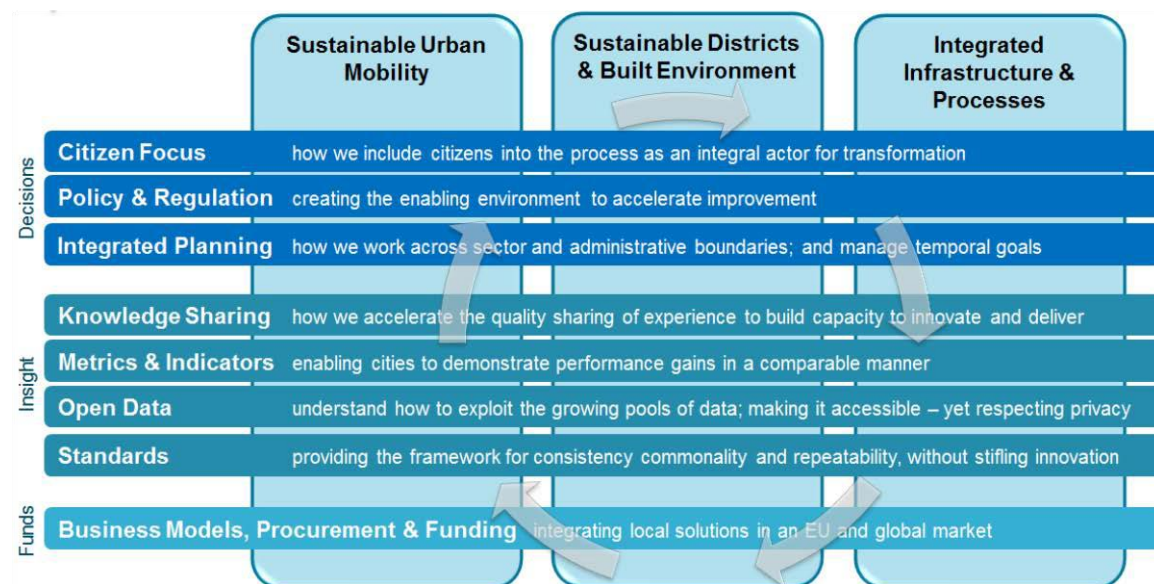 Sustainable Urban
Mobility
Sustainable Districts
& Built Environment
Integrated
Infrastructure &
Processes
Decisions
Citizen Focus how we include citizens into the process as an integral actor for transformation
Policy & Regulation creating the enabling environment to accelerate improvement
Integrated Planning how we work across sector and administrative boundaries; and manage temporal goals
Insight
Knowledge Sharing how we accelerate the quality sharing of experience to build capacity to innovate and deliver
Metrics & Indicators enabling cities to demonstrate performance gains in a comparable manner
Open Data understand how to exploit the growing pools of data; making it accessible – yet respecting privacy
Standards providing the framework for consistency commonality and repeatability, without stifling innovation
Funds
Business Models, Procurement & Funding integrating local solutions in an EU and global market